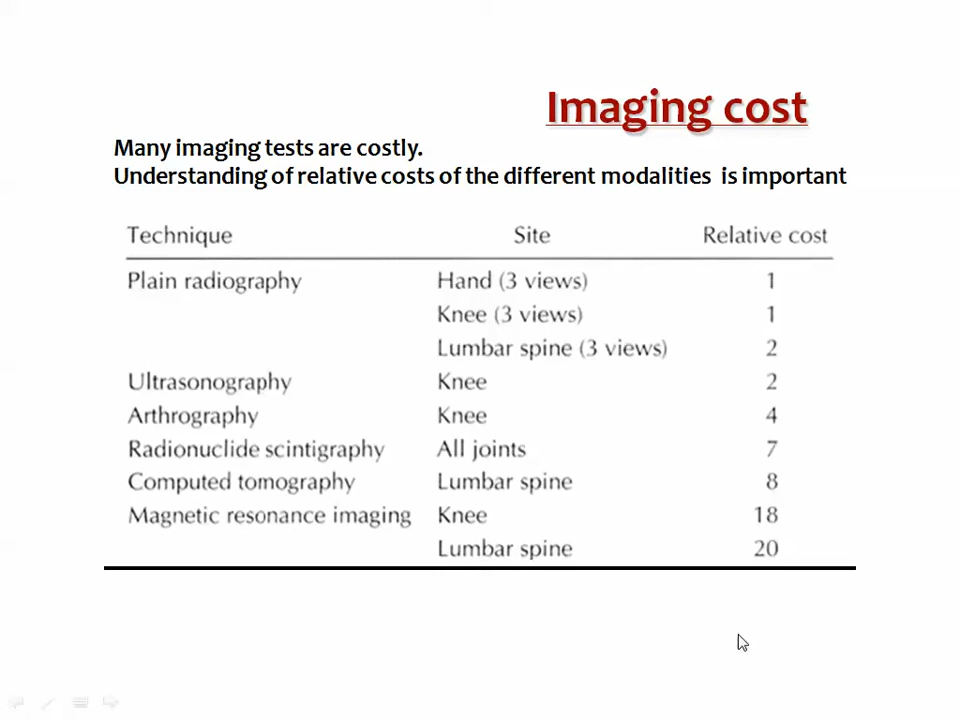 Imaging cost
Many imaging tests are costly.
Understanding of relative costs of the different modalities is important
Technique Site Relative cost
Plain radiography Hand (3 views) 1
Knee (3 views) 1
Lumbar spine (3 views) 2
Ultrasonography Knee 2
Arthrography Knee 4
Radionuclide scintigraphy All joints 7
Computed tomography Lumbar spine 8
Magnetic resonance imaging Knee 18
Lumbar spine 20